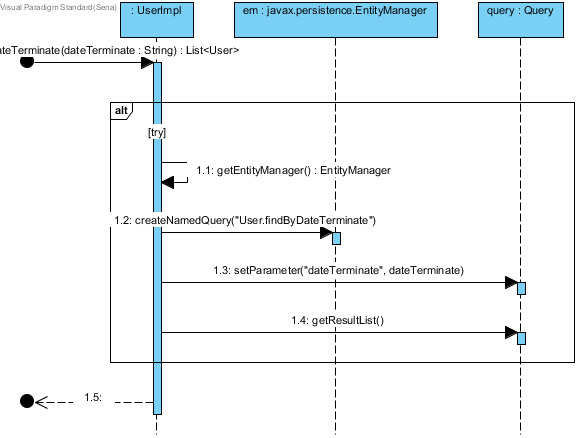 Visual Paradigm Standard(Sena)
: UserImpl
em : javax.persistence.EntityManager
query : Query
ateTerminate(dateTerminate : String) : List<User>
alt
[try]
1.1: getEntityManager() : EntityManager
1.2: createNamedQuery("User.findByDateTerminate")
1.3: setParameter("dateTerminate", dateTerminate)
1.4: getResultList()
1.5: